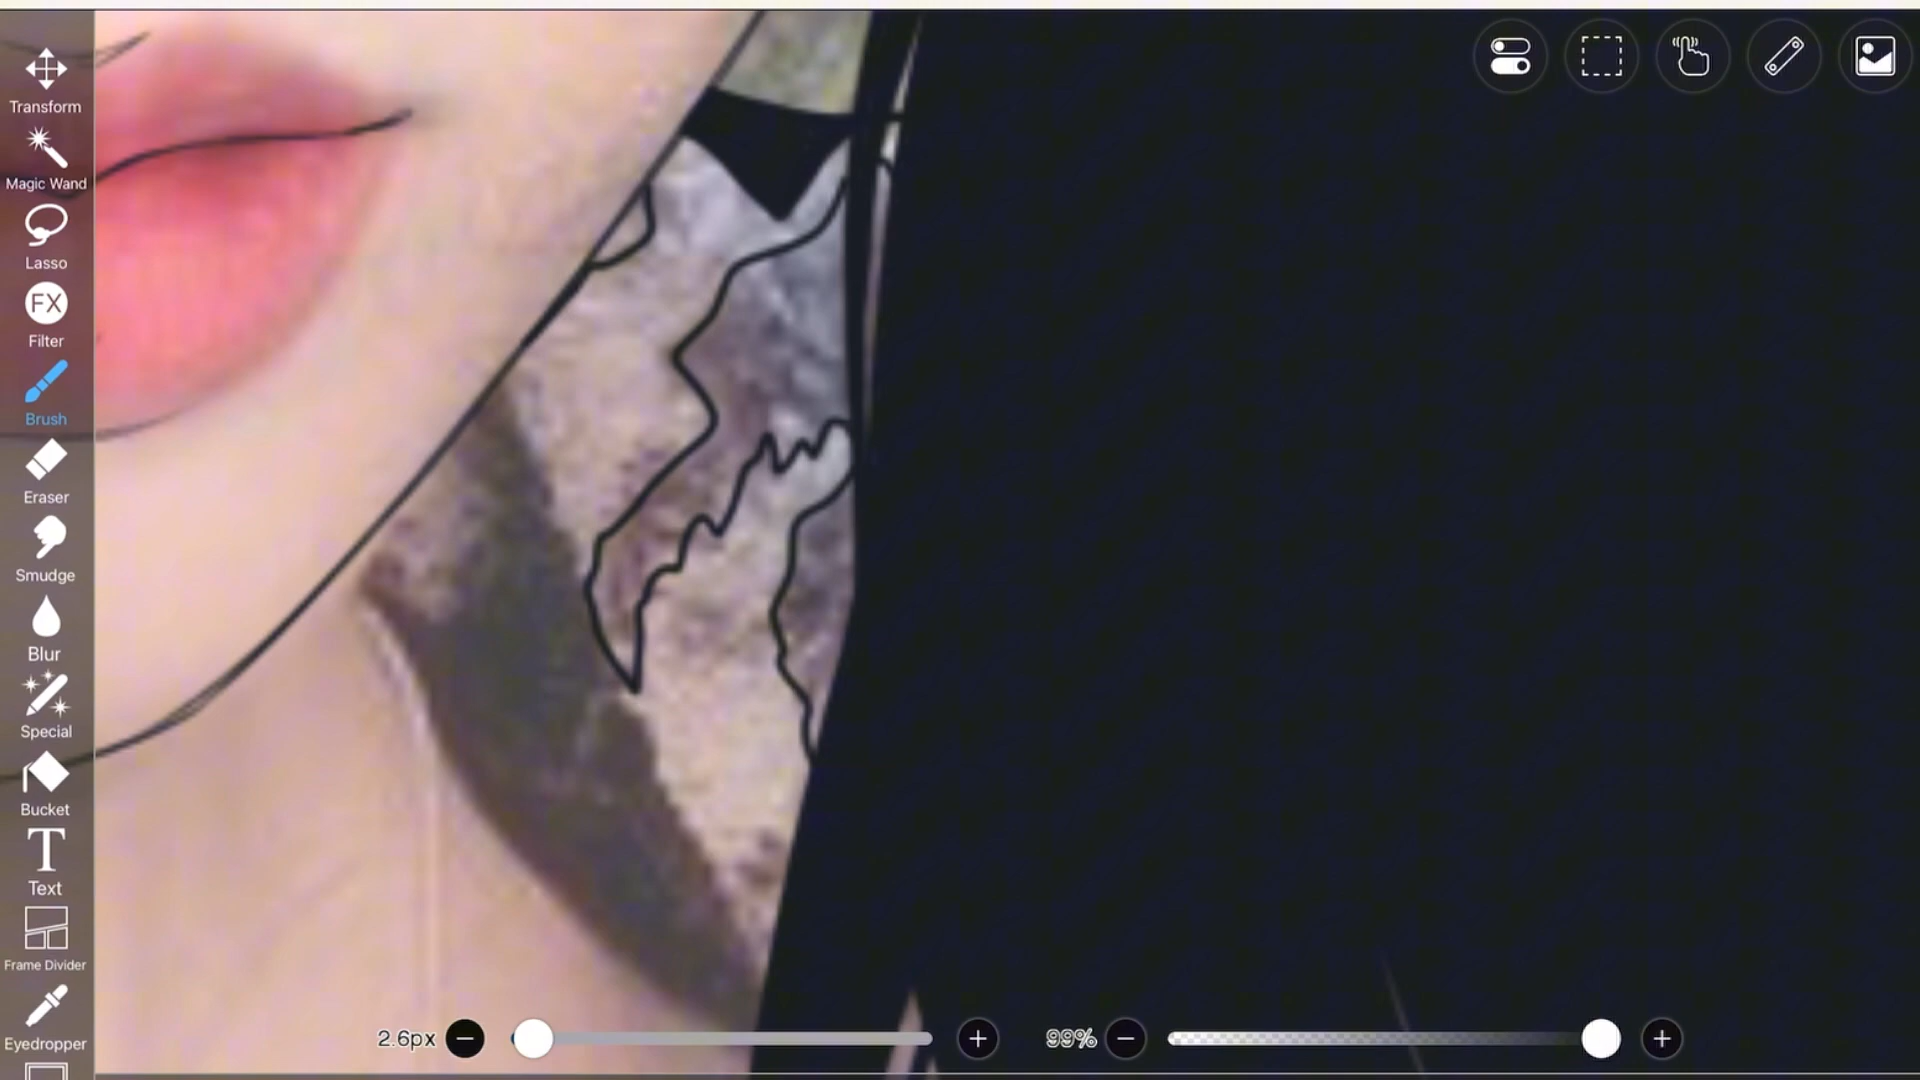 Transform
Magic Wand
Lasso
FX
Filter
Brush
Eraser
Smudge
Blur
Special
Bucket
T
Text
Frame Divider
Eyedropper
2.6px
99%